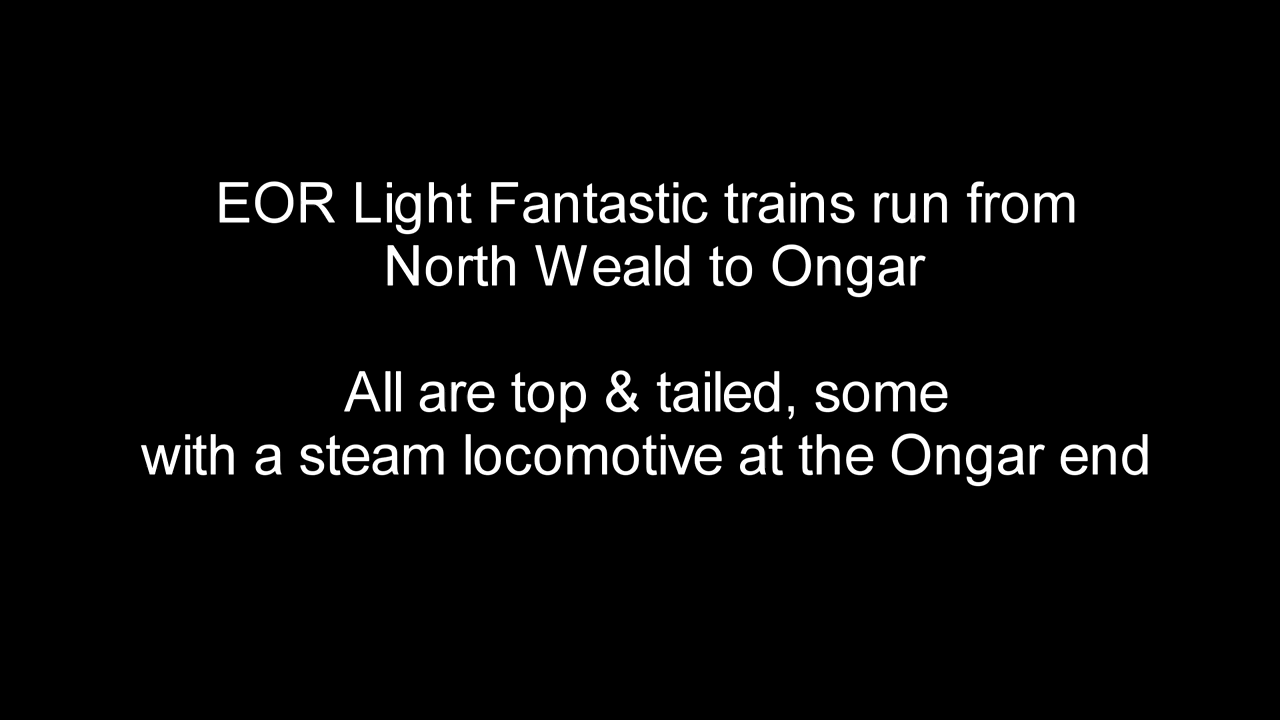 EOR Light Fantastic trains run from
North Weald to Ongar
All are top & tailed, some
with a steam locomotive at the Ongar end